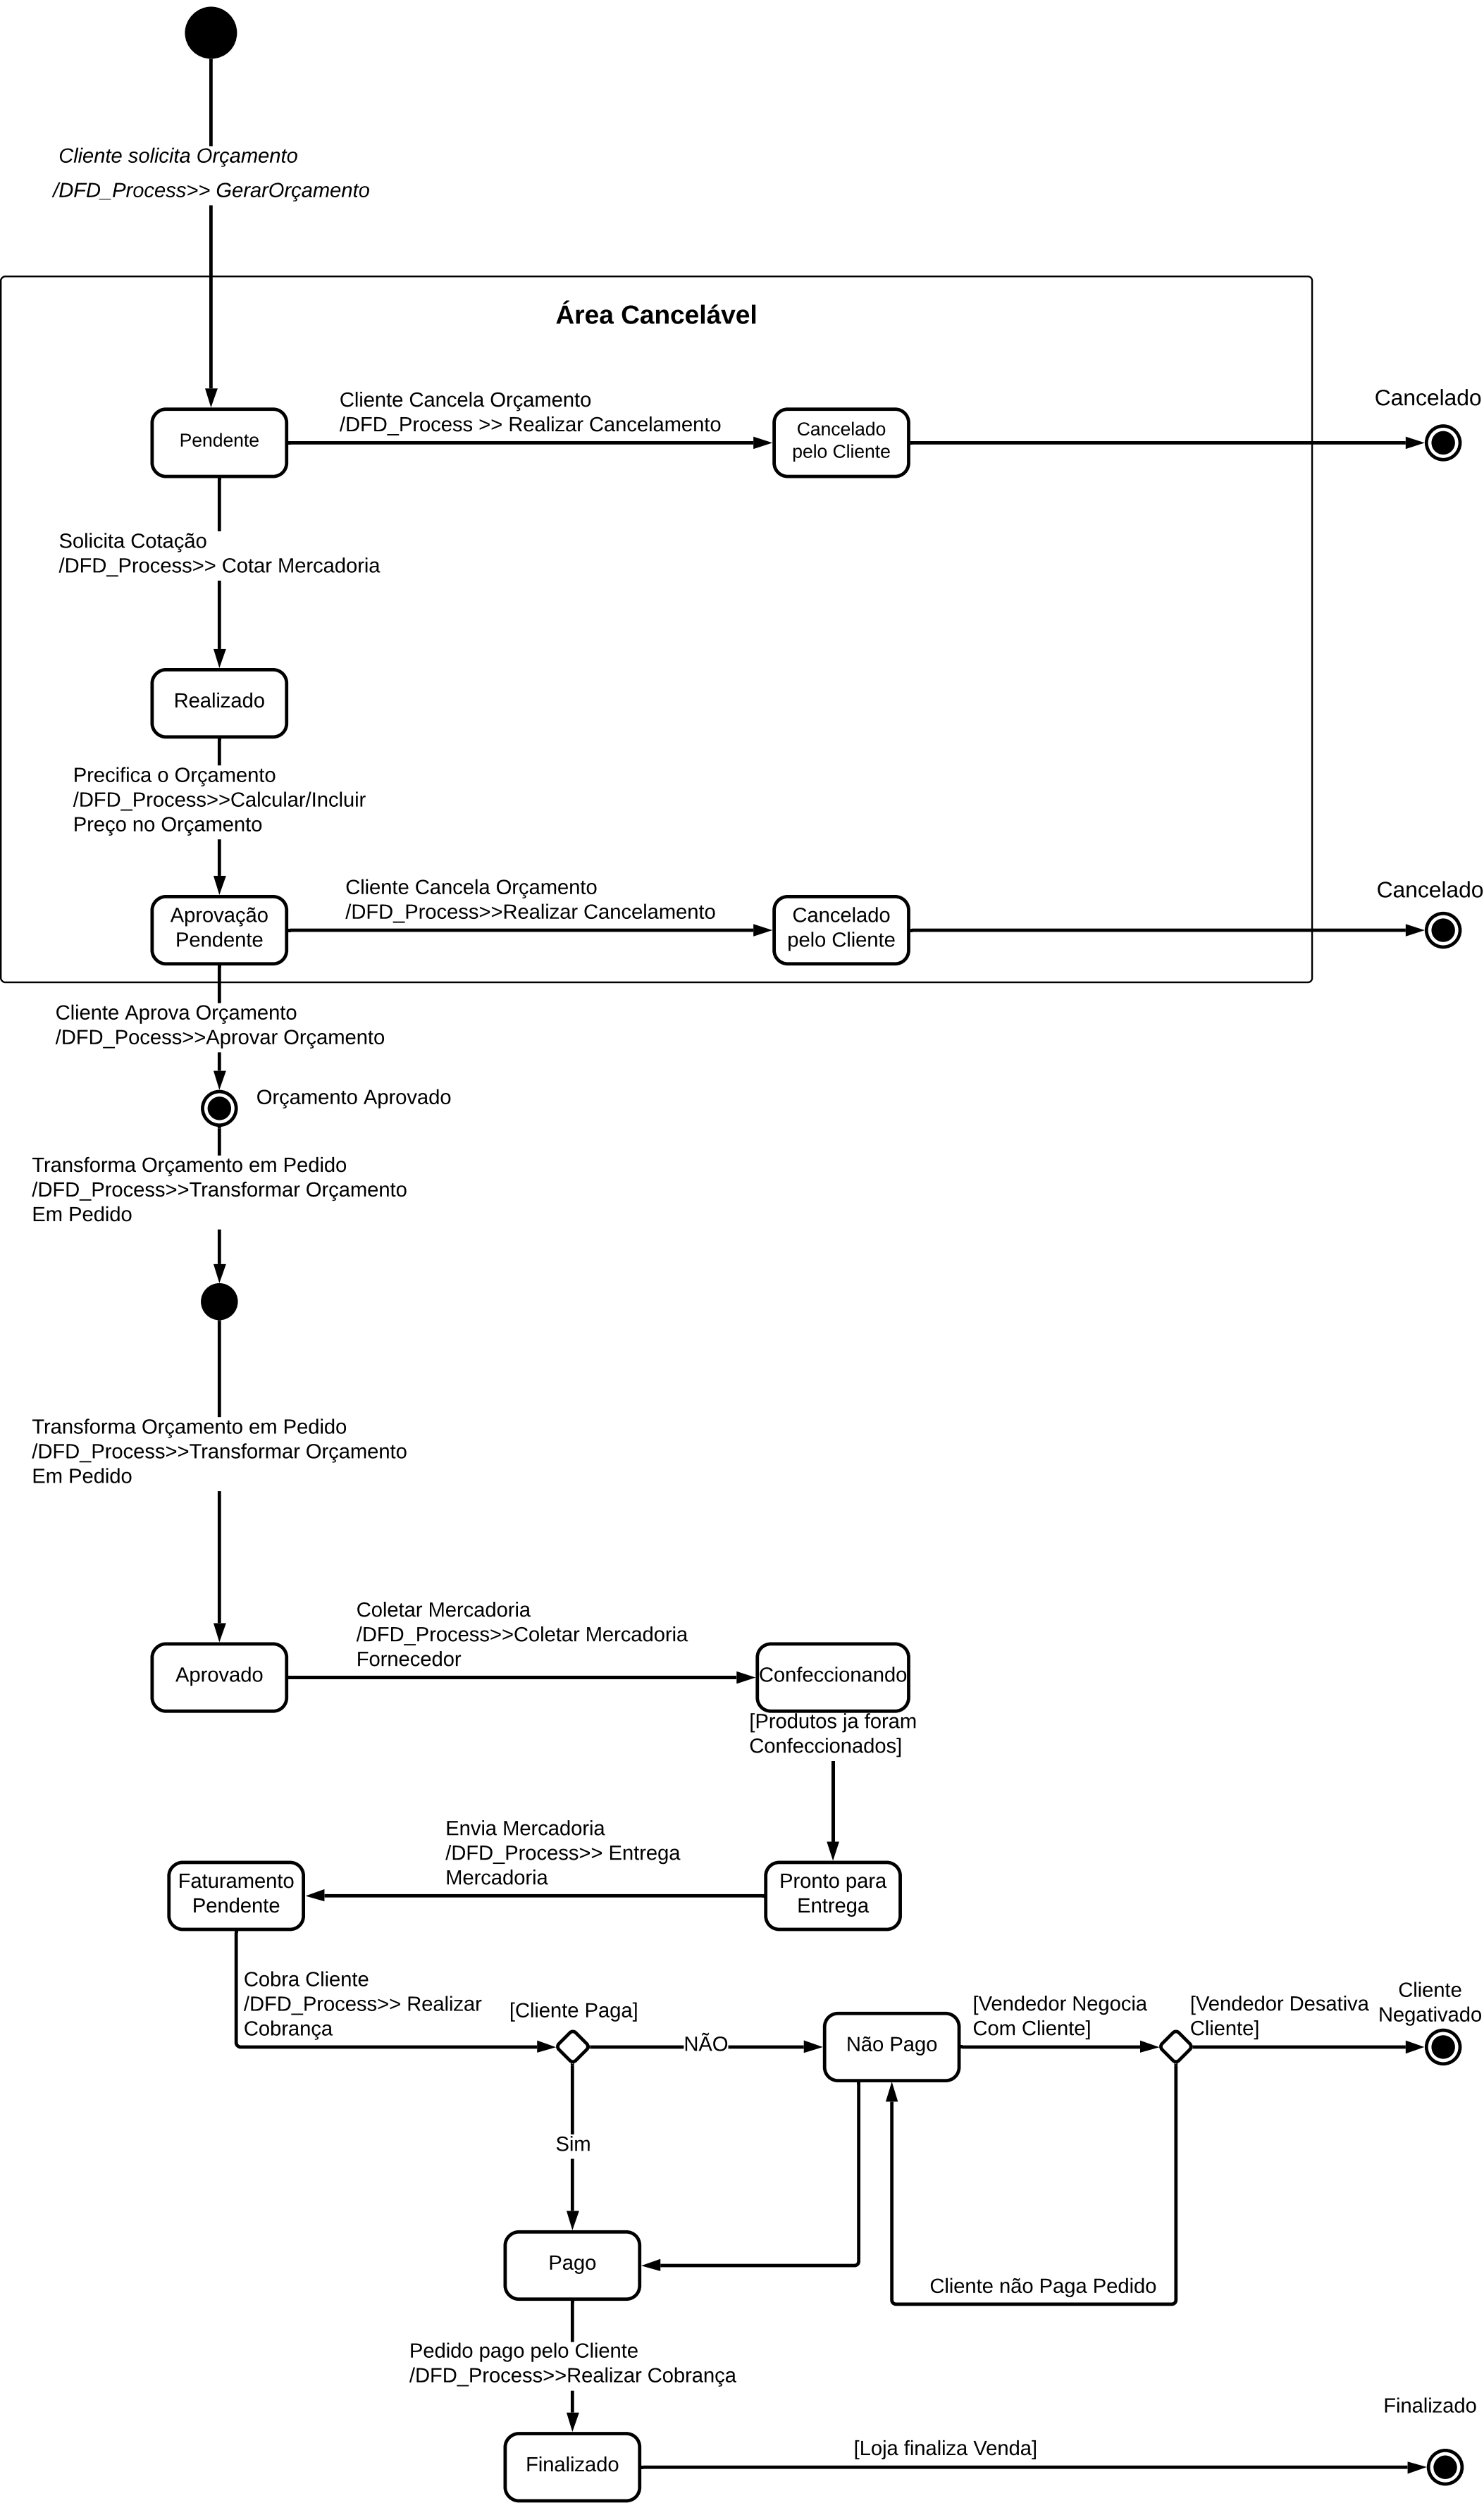 Cliente solicita Orçamento
/DFD_Process>> GerarOrçamento
Área Cancelável
Pendente
Cliente Cancela Orçamento
/DFD_Process >> Realizar Cancelamento
Cancelado
pelo Cliente
Cancelado
Solicita Cotação
/DFD_Process>> Cotar Mercadoria
Realizado
Precifica o Orçamento
/DFD_Process>>Calcular/Incluir
Preço no Orçamento
Aprovação
Pendente
Cliente Cancela Orçamento
/DFD_Process>>Realizar Cancelamento
Cancelado
pelo Cliente
Cancelado
Cliente Aprova Orçamento
/DFD_Pocess>>Aprovar Orçamento
Orçamento Aprovado
Transforma Orçamento em Pedido
/DFD_Process>>Transformar Orçamento
Em Pedido
Transforma Orçamento em Pedido
/DFD_Process>>Transformar Orçamento
Em Pedido
Aprovado
Coletar Mercadoria
/DFD_Process>>Coletar Mercadoria
Fornecedor
Confeccionando
[Produtos ja foram
Confeccionados]
Pronto para
Entrega
Envia Mercadoria
/DFD_Process>> Entrega
Mercadoria
Faturamento
Pendente
Cobra Cliente
/DFD_Process>> Realizar
Cobrança
[Cliente Paga]
NÃO
Não Pago
[Vendedor Negocia
Com Cliente]
[Vendedor Desativa
Cliente]
Cliente
Negativado
Sim
Pago
Cliente não Paga Pedido
Pedido pago pelo Cliente
/DFD_Process>>Realizar Cobrança
Finalizado
[Loja finaliza Venda]
Finalizado